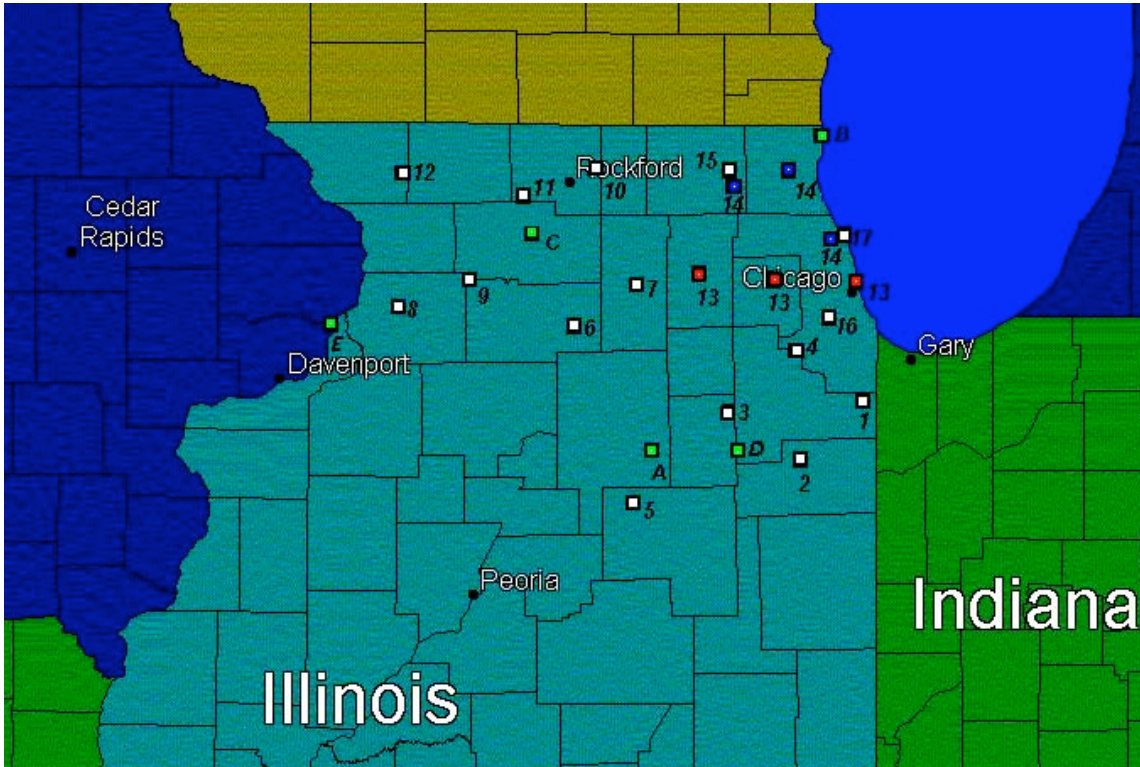 B
15
Rockford
12
14
14
11
10
Cedar
Rapids
C
17
14
Chicago
9
7
13
13
13
8
6
16
E
4
Gary
Davenport
3
1
A
D
2
5
Peoria
Indiana
Illinois